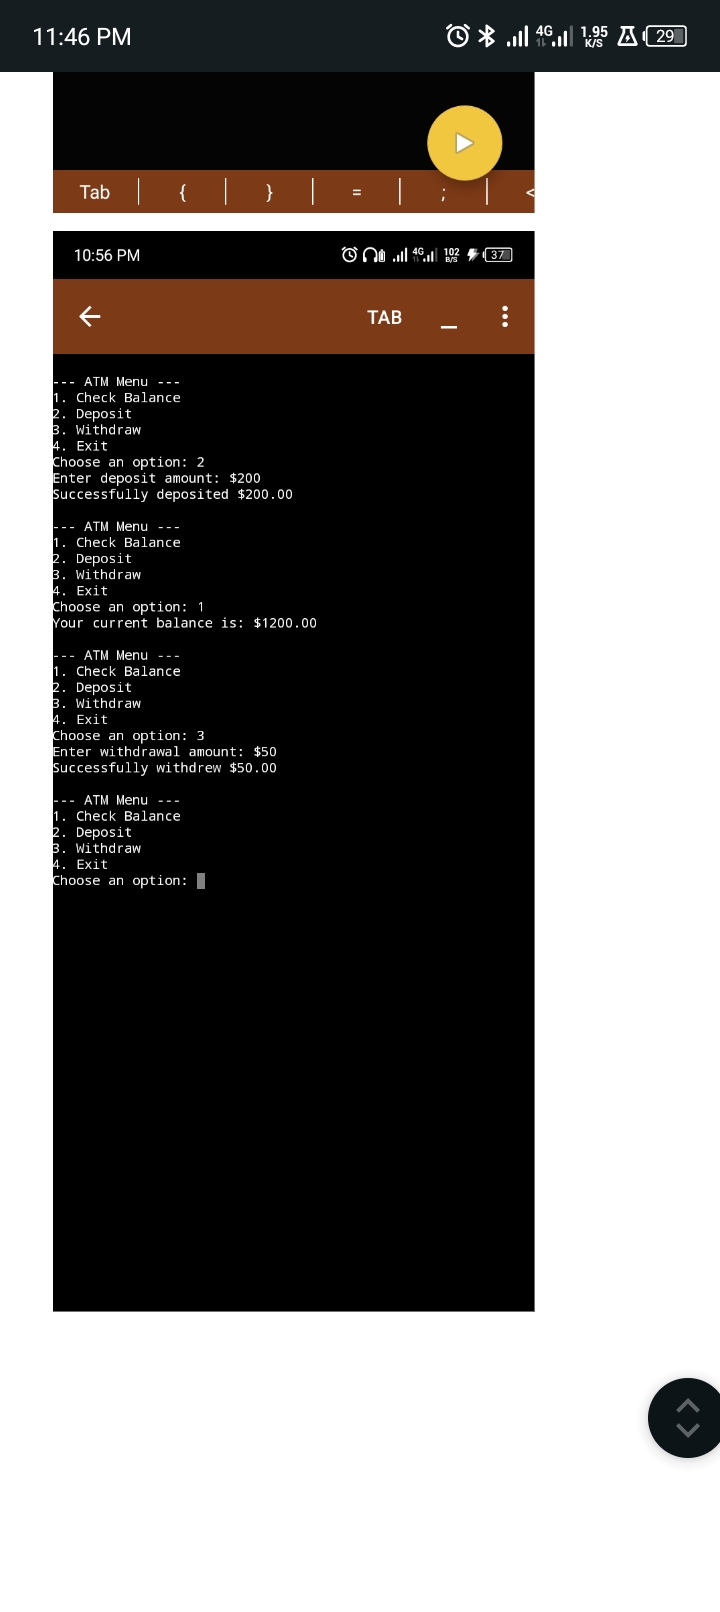 11:46 PM 4G 1.95 K/S 29
Tab { } = ; <
10:56 PM 4G 102 B/S 37
TAB _
--- ATM Menu ---
1. Check Balance
2. Deposit
3. Withdraw
4. Exit
Choose an option: 2
Enter deposit amount: $200
Successfully deposited $200.00
--- ATM Menu ---
1. Check Balance
2. Deposit
3. Withdraw
4. Exit
Choose an option: 1
Your current balance is: $1200.00
--- ATM Menu ---
1. Check Balance
2. Deposit
3. Withdraw
4. Exit
Choose an option: 3
Enter withdrawal amount: $50
Successfully withdrew $50.00
--- ATM Menu ---
1. Check Balance
2. Deposit
3. Withdraw
4. Exit
Choose an option: